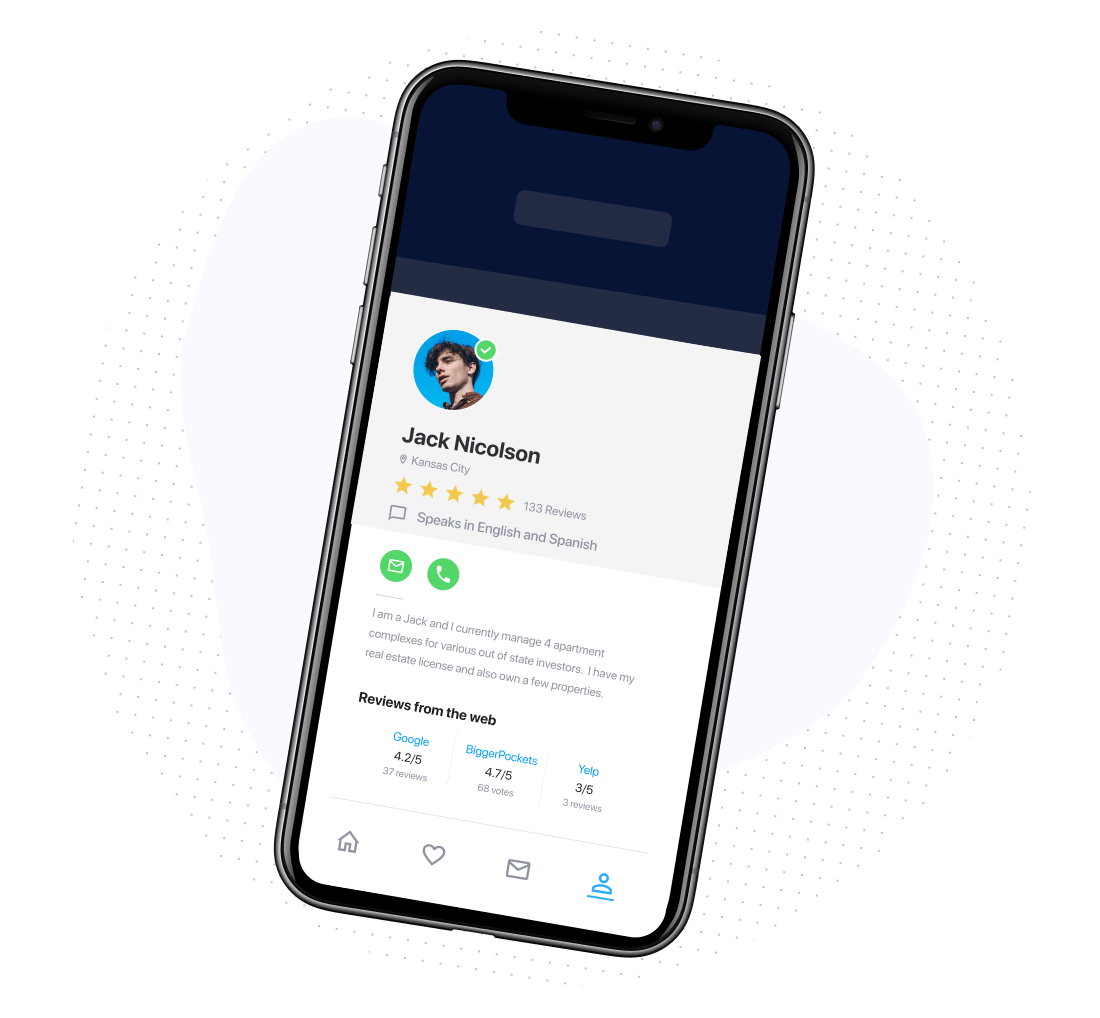 Jack Nicolson
Kansas City
133 Reviews
Speaks in English and Spanish
I am a Jack and I currently manage 4 apartment
complexes for various out of state investors. I have my
real estate license and also own a few properties.
Reviews from the web
Google
4.2/5
37 reviews
BiggerPockets
4.7/5
68 votes
Yelp
3/5
3 reviews